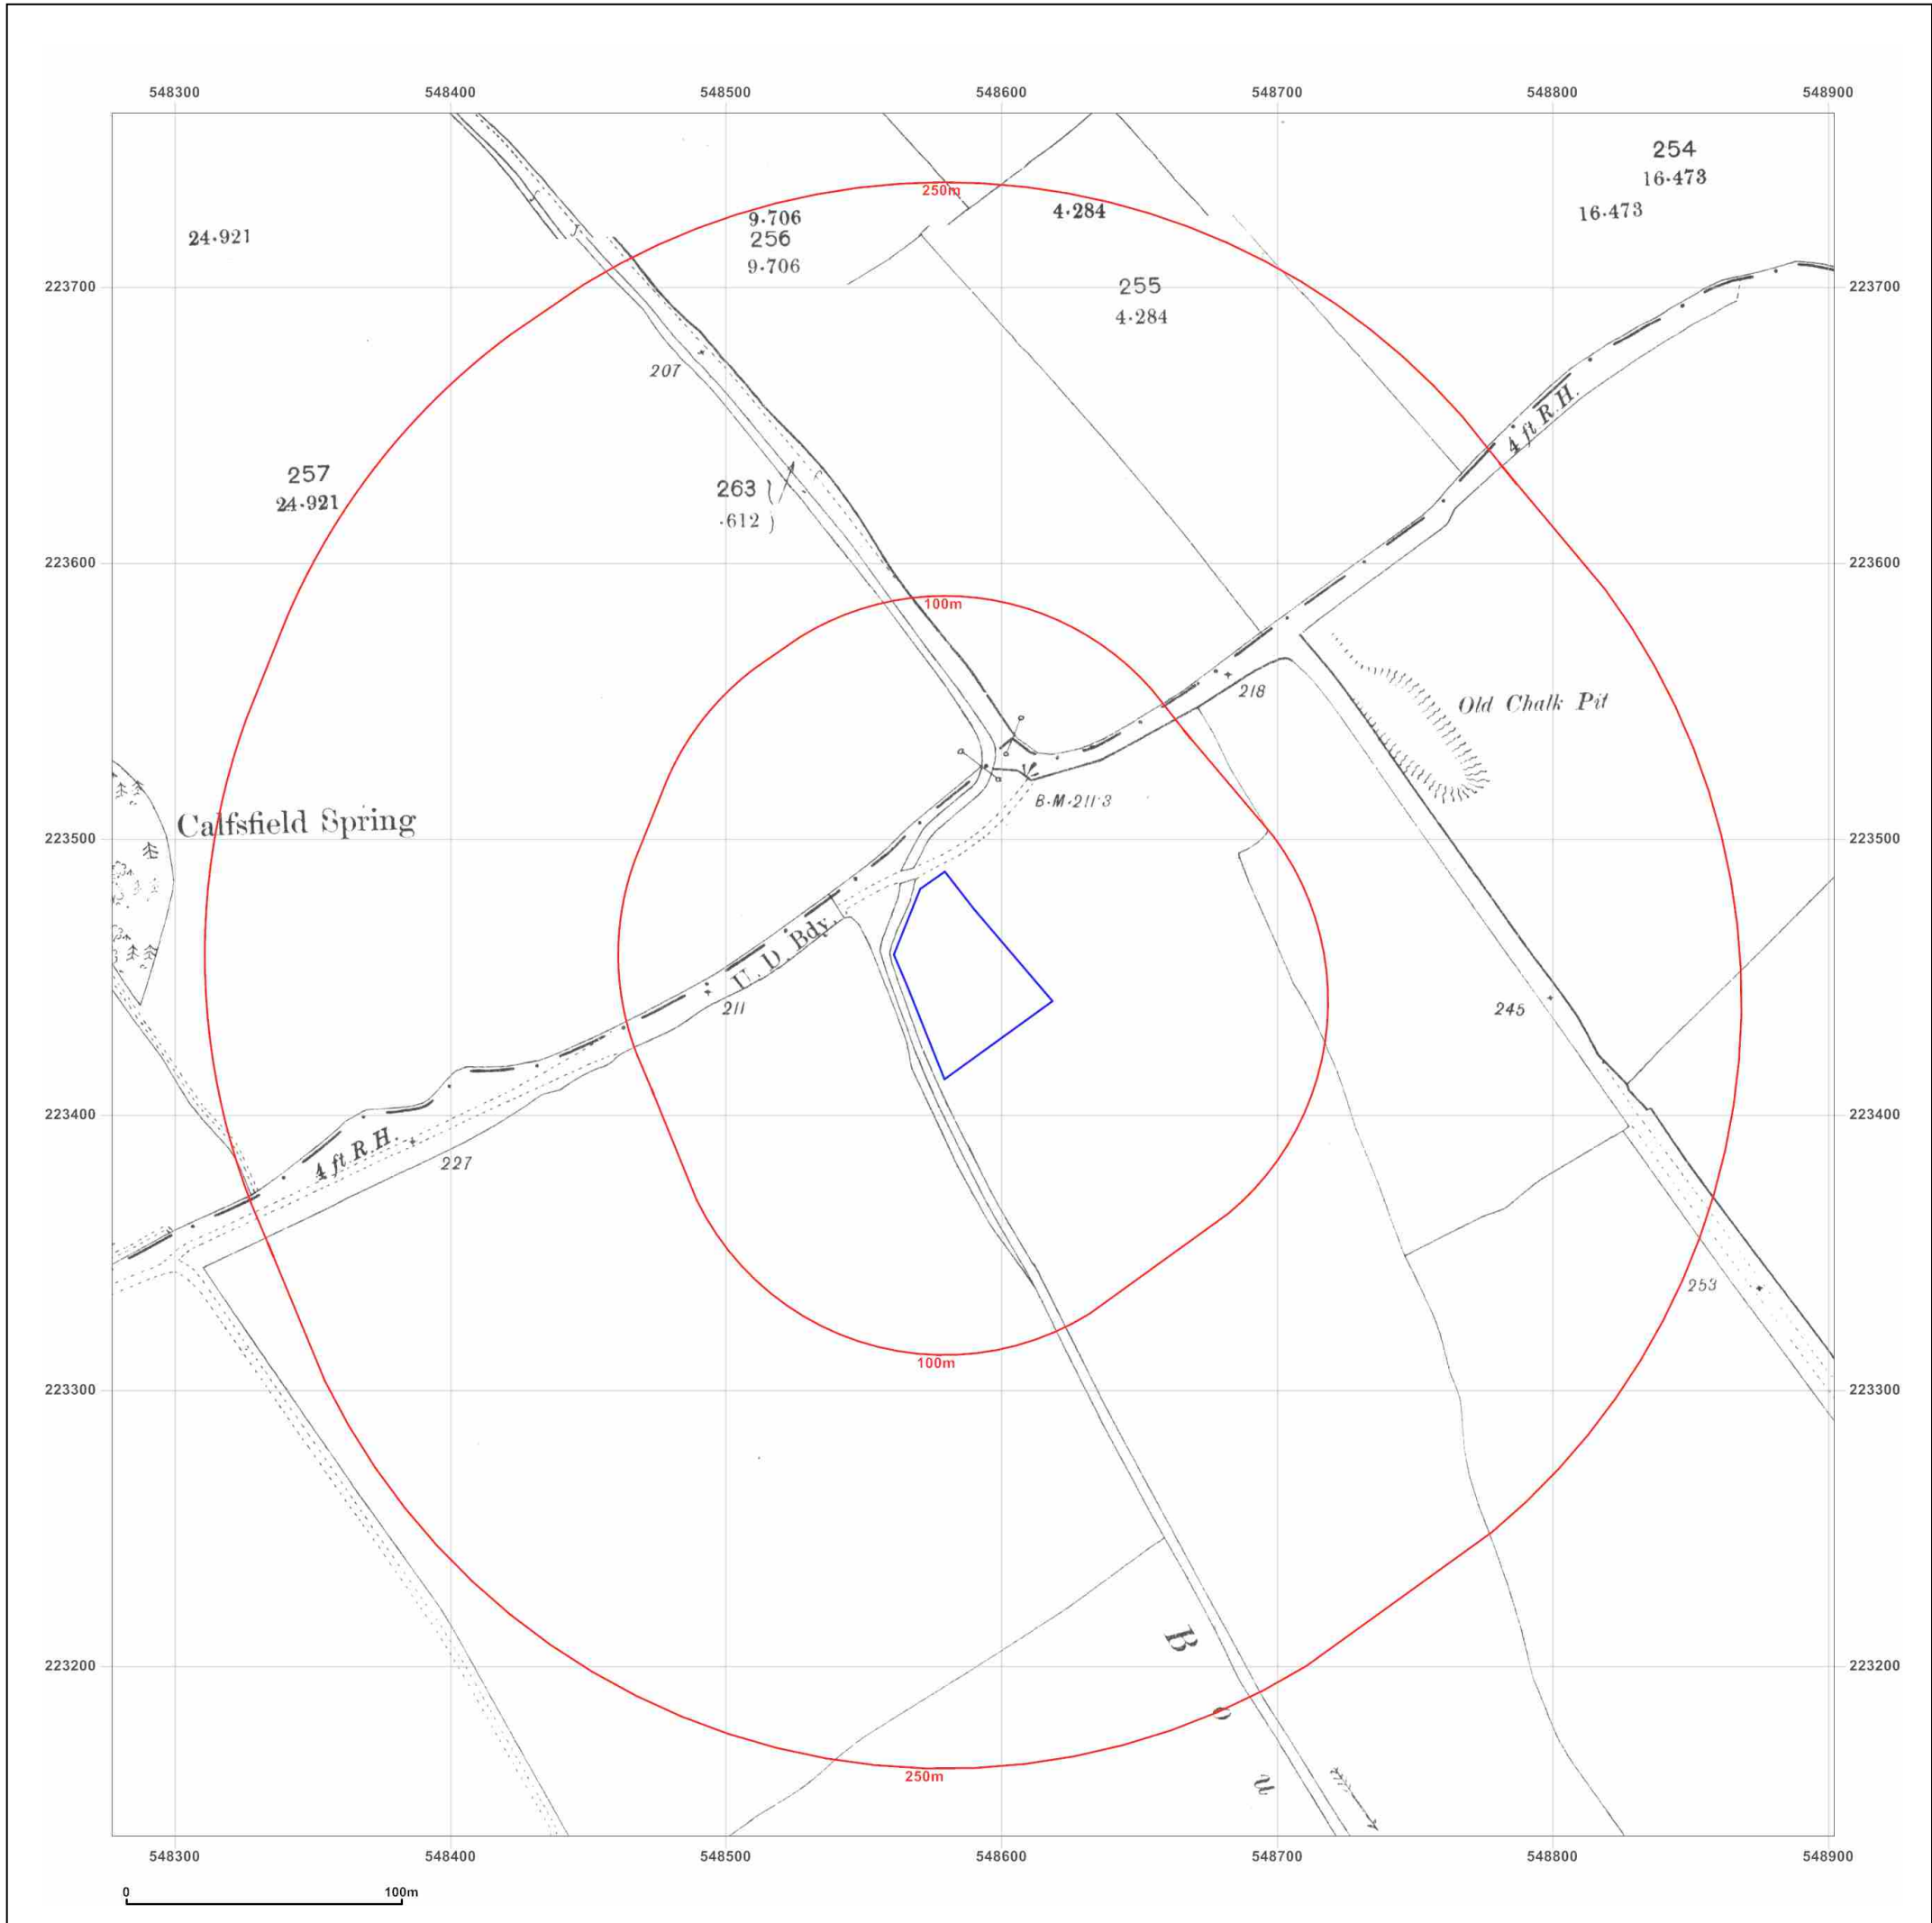 548300 548400 548500 548600 548700 548800 548900
254
16·473
250m
9·706
4·284
16·473
24·921
256
9·706
255
223700
223700
4·284
207
4 ft R.H.
257
263
24·921
·612
223600
223600
100m
218
Old Chalk Pit
B.M.211·3
Calfsfield Spring
223500
223500
U.D. Bdy.
211
245
223400
223400
4 ft R.H.
227
253
100m
223300
223300
B
223200
223200
o
250m
u
548300 548400 548500 548600 548700 548800 548900
0 100m